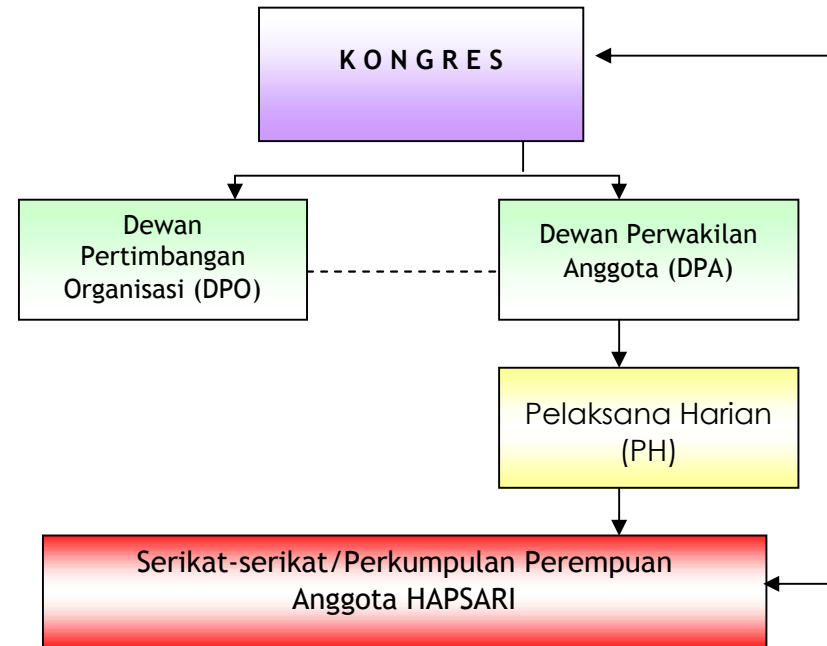 K O N G R E S
Dewan
Pertimbangan
Organisasi (DPO)
Dewan Perwakilan
Anggota (DPA)
Pelaksana Harian
(PH)
Serikat-serikat/Perkumpulan Perempuan
Anggota HAPSARI